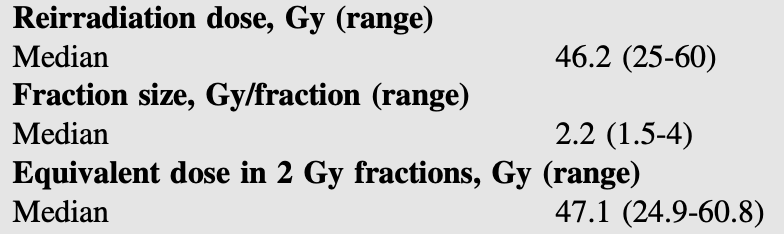 Reirradiation dose, Gy (range)
Median 46.2 (25-60)
Fraction size, Gy/fraction (range)
Median 2.2 (1.5-4)
Equivalent dose in 2 Gy fractions, Gy (range)
Median 47.1 (24.9-60.8)